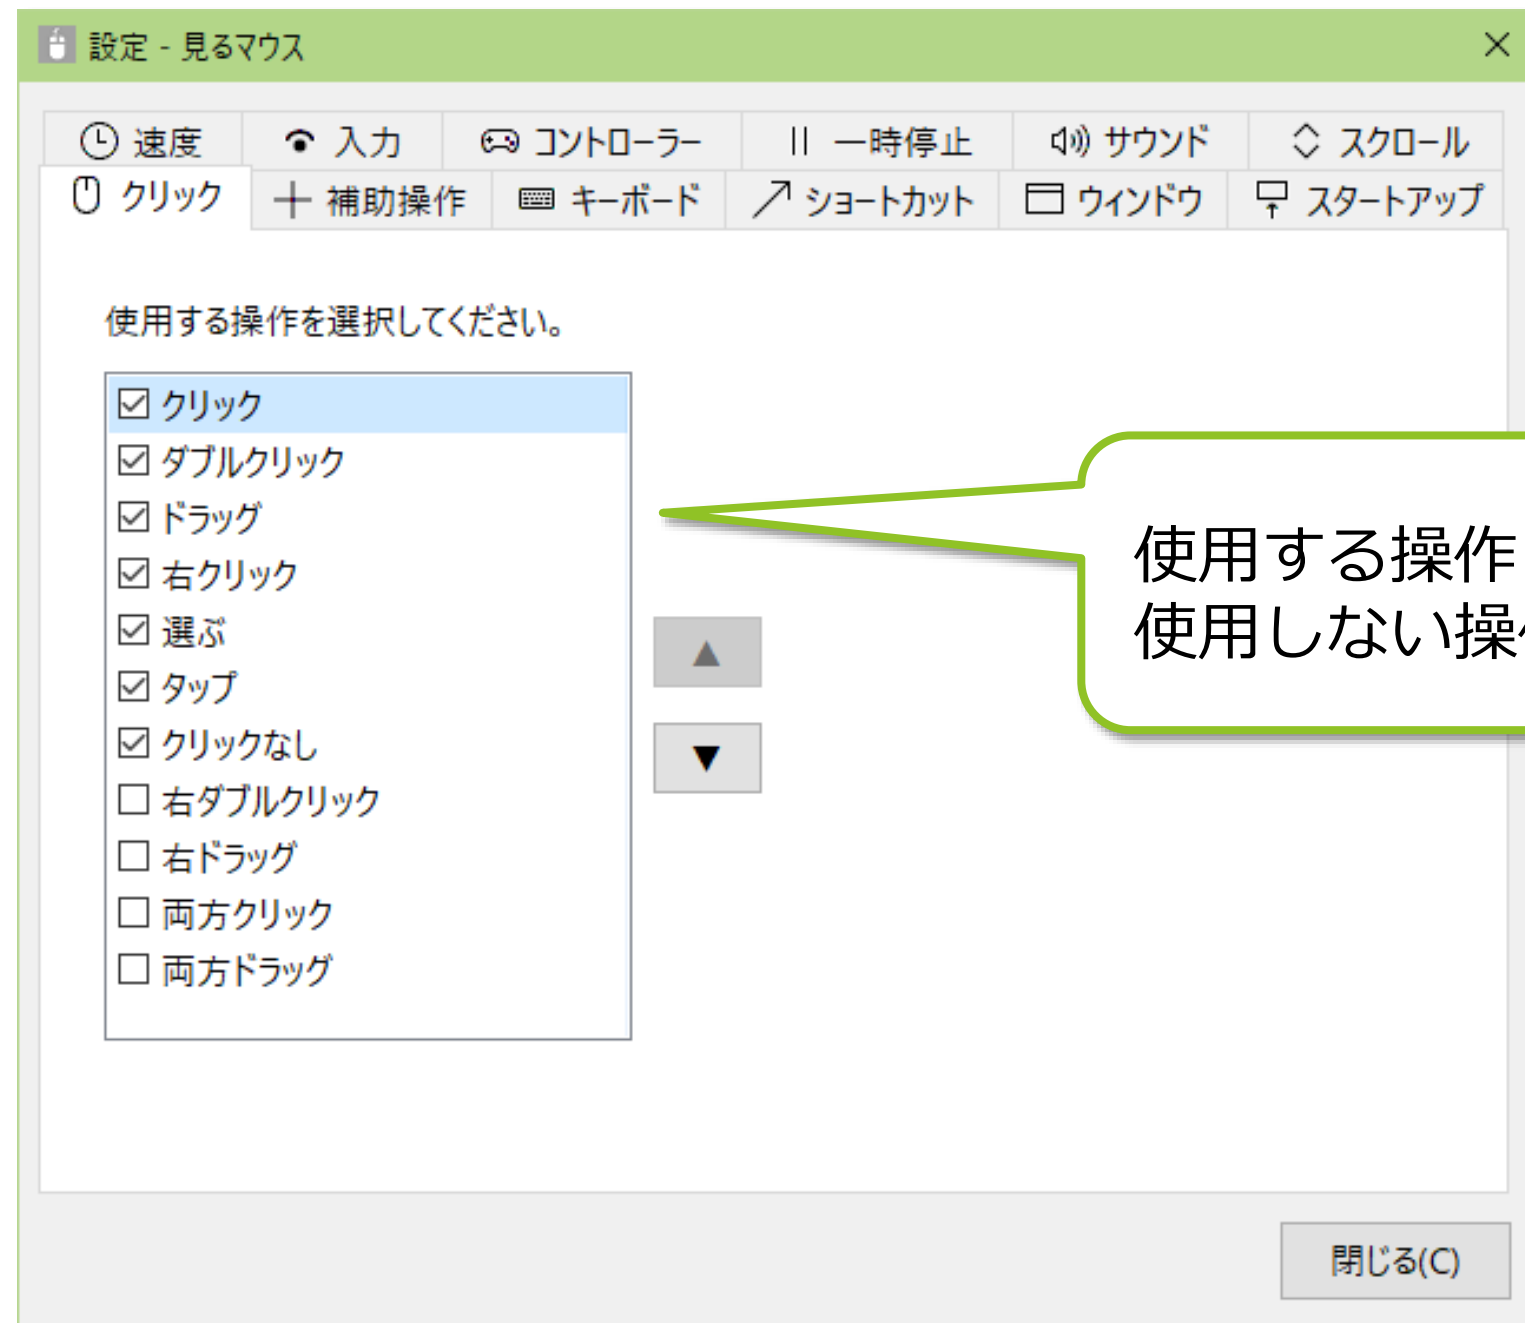 設定 - 見るマウス
速度 入力 コントローラー 一時停止 サウンド スクロール
クリック 補助操作 キーボード ショートカット ウィンドウ スタートアップ
使用する操作を選択してください。
クリック
ダブルクリック
ドラッグ
右クリック
選ぶ
タップ
クリックなし
右ダブルクリック
右ドラッグ
両方クリック
両方ドラッグ
▲
▼
使用する操作
使用しない操
閉じる(C)